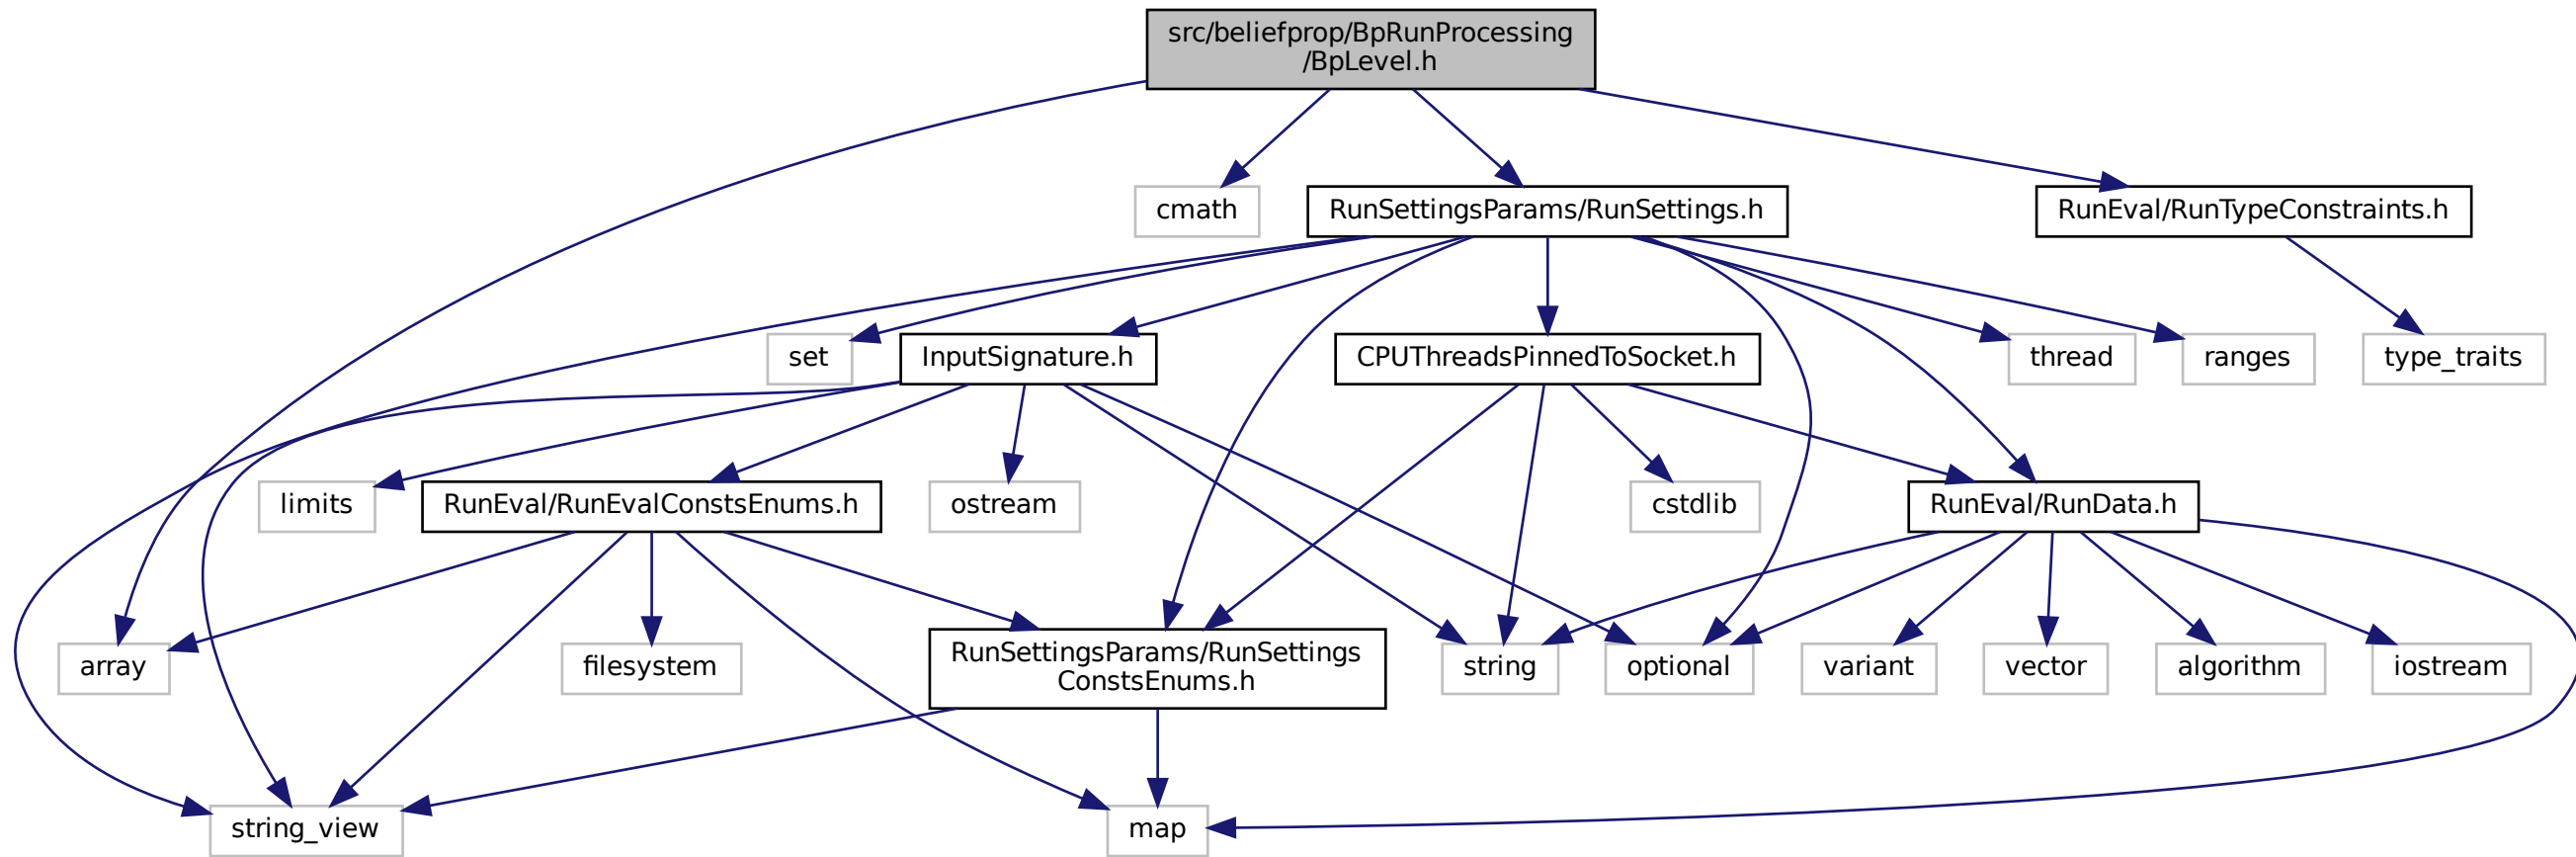 src/beliefprop/BpRunProcessing
/BpLevel.h
cmath
RunSettingsParams/RunSettings.h
RunEval/RunTypeConstraints.h
set
InputSignature.h
CPUThreadsPinnedToSocket.h
thread
ranges
type_traits
limits
RunEval/RunEvalConstsEnums.h
ostream
cstdlib
RunEval/RunData.h
array
filesystem
RunSettingsParams/RunSettings
ConstsEnums.h
string
optional
variant
vector
algorithm
iostream
string_view
map